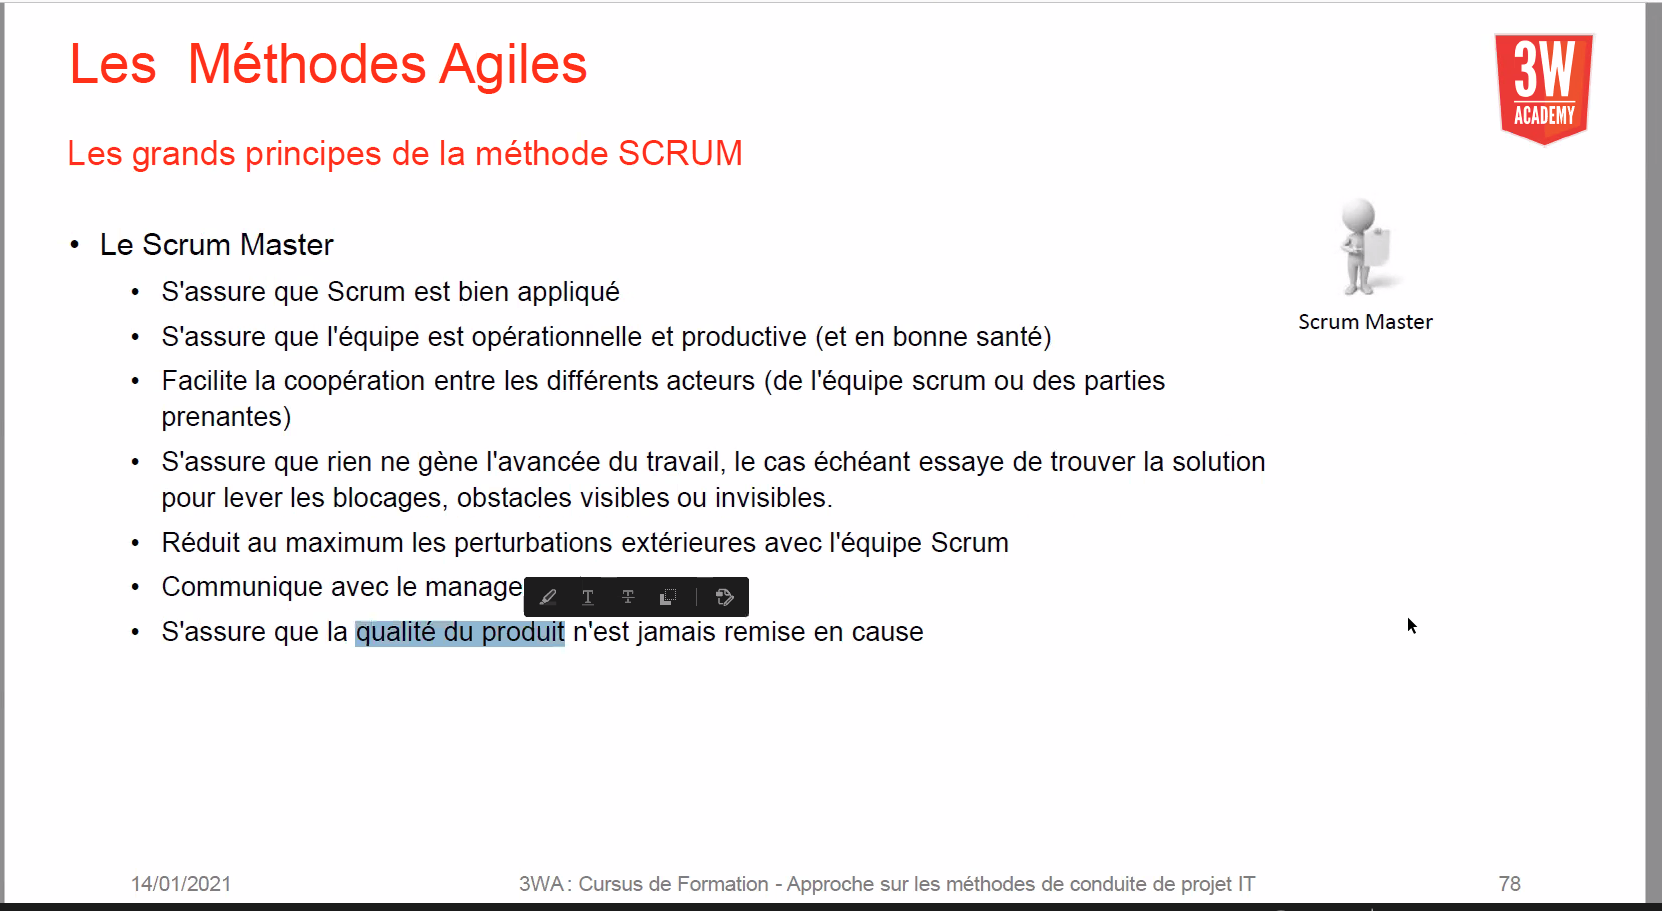 Les Méthodes Agiles
3W
ACADEMY
Les grands principes de la méthode SCRUM
• Le Scrum Master
• S'assure que Scrum est bien appliqué
• S'assure que l'équipe est opérationnelle et productive (et en bonne santé)
• Facilite la coopération entre les différents acteurs (de l'équipe scrum ou des parties
prenantes)
• S'assure que rien ne gène l'avancée du travail, le cas échéant essaye de trouver la solution
pour lever les blocages, obstacles visibles ou invisibles.
• Réduit au maximum les perturbations extérieures avec l'équipe Scrum
• Communique avec le manage
• S'assure que la qualité du produit n'est jamais remise en cause
Scrum Master
14/01/2021
3WA : Cursus de Formation - Approche sur les méthodes de conduite de projet IT
78